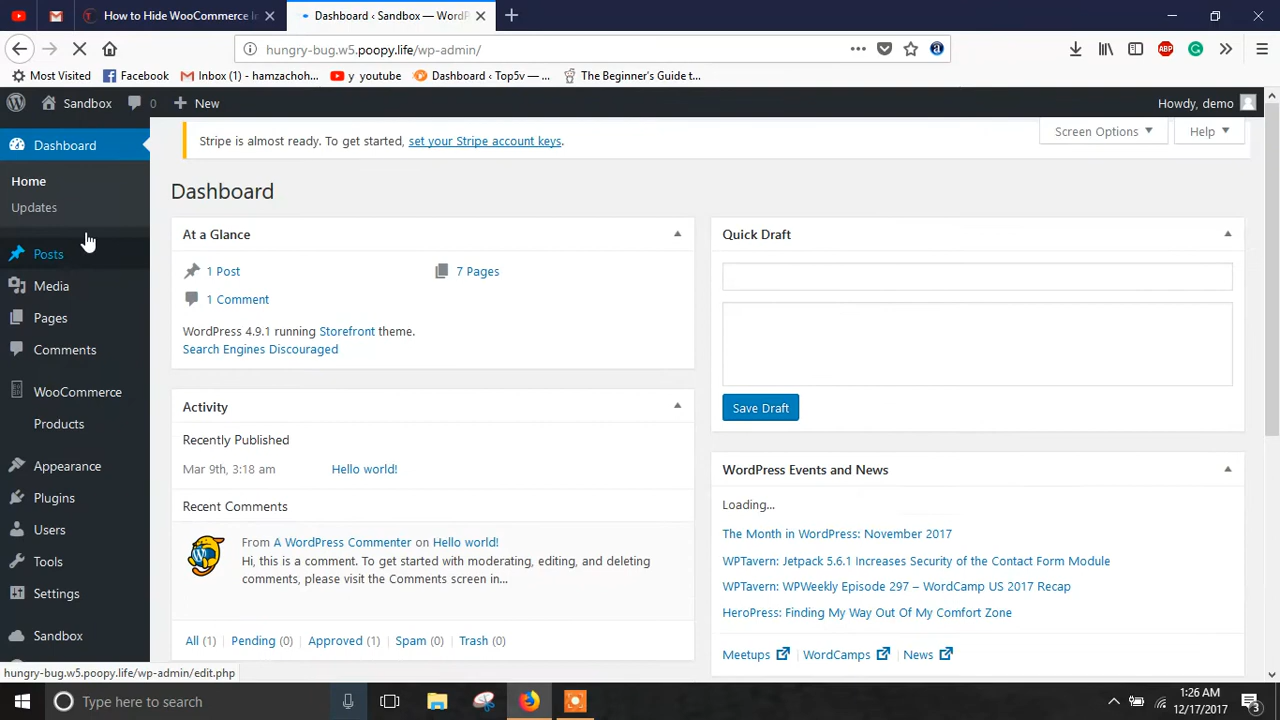 How to Hide WooCommerce I
Dashboard ‹ Sandbox — WordP
hungry-bug.w5.poopy.life/wp-admin/
Most Visited
Facebook
Inbox (1) - hamzachoh...
y youtube
Dashboard ‹ Top5v — ...
The Beginner's Guide t...
Sandbox
0
New
Howdy, demo
Dashboard
Home
Updates
Posts
Media
Pages
Comments
WooCommerce
Products
Appearance
Plugins
Users
Tools
Settings
Sandbox
Stripe is almost ready. To get started, set your Stripe account keys.
Screen Options
Help
Dashboard
At a Glance
1 Post
7 Pages
1 Comment
WordPress 4.9.1 running Storefront theme.
Search Engines Discouraged
Activity
Recently Published
Mar 9th, 3:18 am
Hello world!
Recent Comments
From A WordPress Commenter on Hello world!
Hi, this is a comment. To get started with moderating, editing, and deleting
comments, please visit the Comments screen in...
All (1)
Pending (0)
Approved (1)
Spam (0)
Trash (0)
Quick Draft
Save Draft
WordPress Events and News
Loading...
The Month in WordPress: November 2017
WPTavern: Jetpack 5.6.1 Increases Security of the Contact Form Module
WPTavern: WPWeekly Episode 297 – WordCamp US 2017 Recap
HeroPress: Finding My Way Out Of My Comfort Zone
Meetups
WordCamps
News
hungry-bug.w5.poopy.life/wp-admin/edit.php
Type here to search
1:26 AM
12/17/2017
3